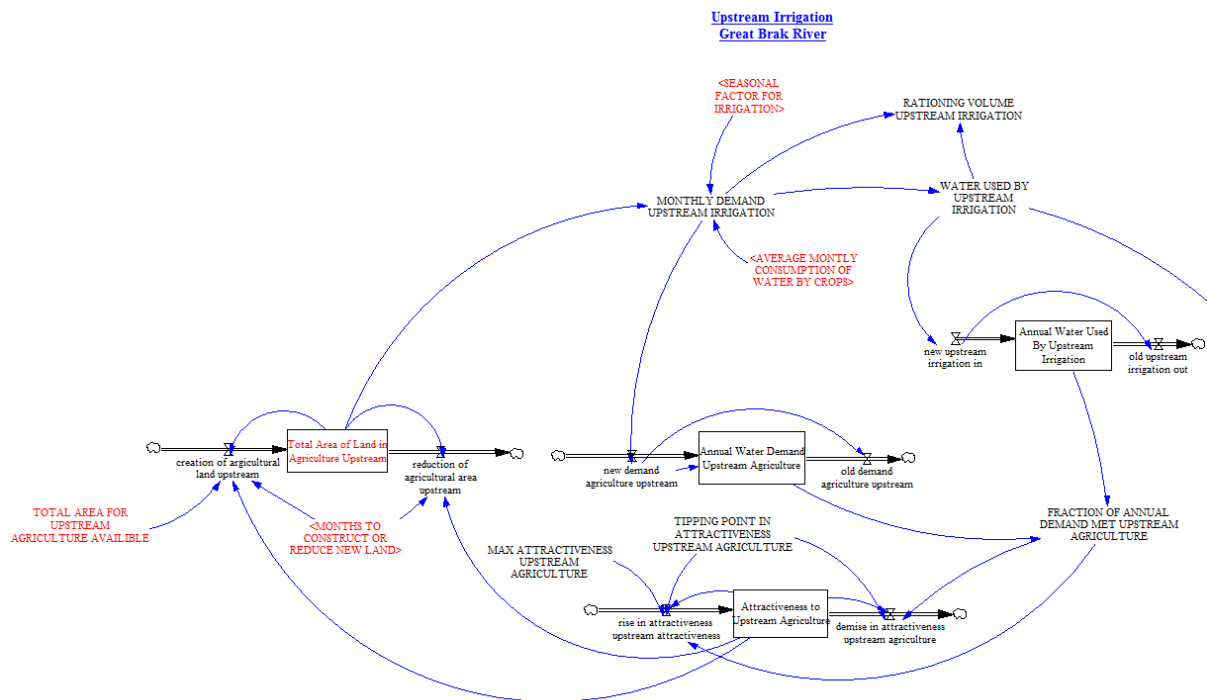 Upstream Irrigation
Great Brak River
<SEASONAL
FACTOR FOR
IRRIGATION>
RATIONING VOLUME
UPSTREAM IRRIGATION
MONTHLY DEMAND
UPSTREAM IRRIGATION
WATER USED BY
UPSTREAM
IRRIGATION
<AVERAGE MONTLY
CONSUMPTION OF
WATER BY CROPS>
new upstream
irrigation in
Annual Water Used
By Upstream
Irrigation
old upstream
irrigation out
creation of argicultural
land upstream
Total Area of Land in
Agriculture Upstream
reduction of
agricultural area
upstream
new demand
agriculture upstream
Annual Water Demand
Upstream Agriculture
old demand
agriculture upstream
TOTAL AREA FOR
UPSTREAM
AGRICULTURE AVAILIBLE
<MONTHS TO
CONSTRUCT OR
REDUCE NEW LAND>
MAX ATTRACTIVENESS
UPSTREAM
AGRICULTURE
TIPPING POINT IN
ATTRACTIVENESS
UPSTREAM AGRICULTURE
FRACTION OF ANNUAL
DEMAND MET UPSTREAM
AGRICULTURE
rise in attractiveness
upstream attractiveness
Attractiveness to
Upstream Agriculture
demise in attractiveness
upstream agriculture